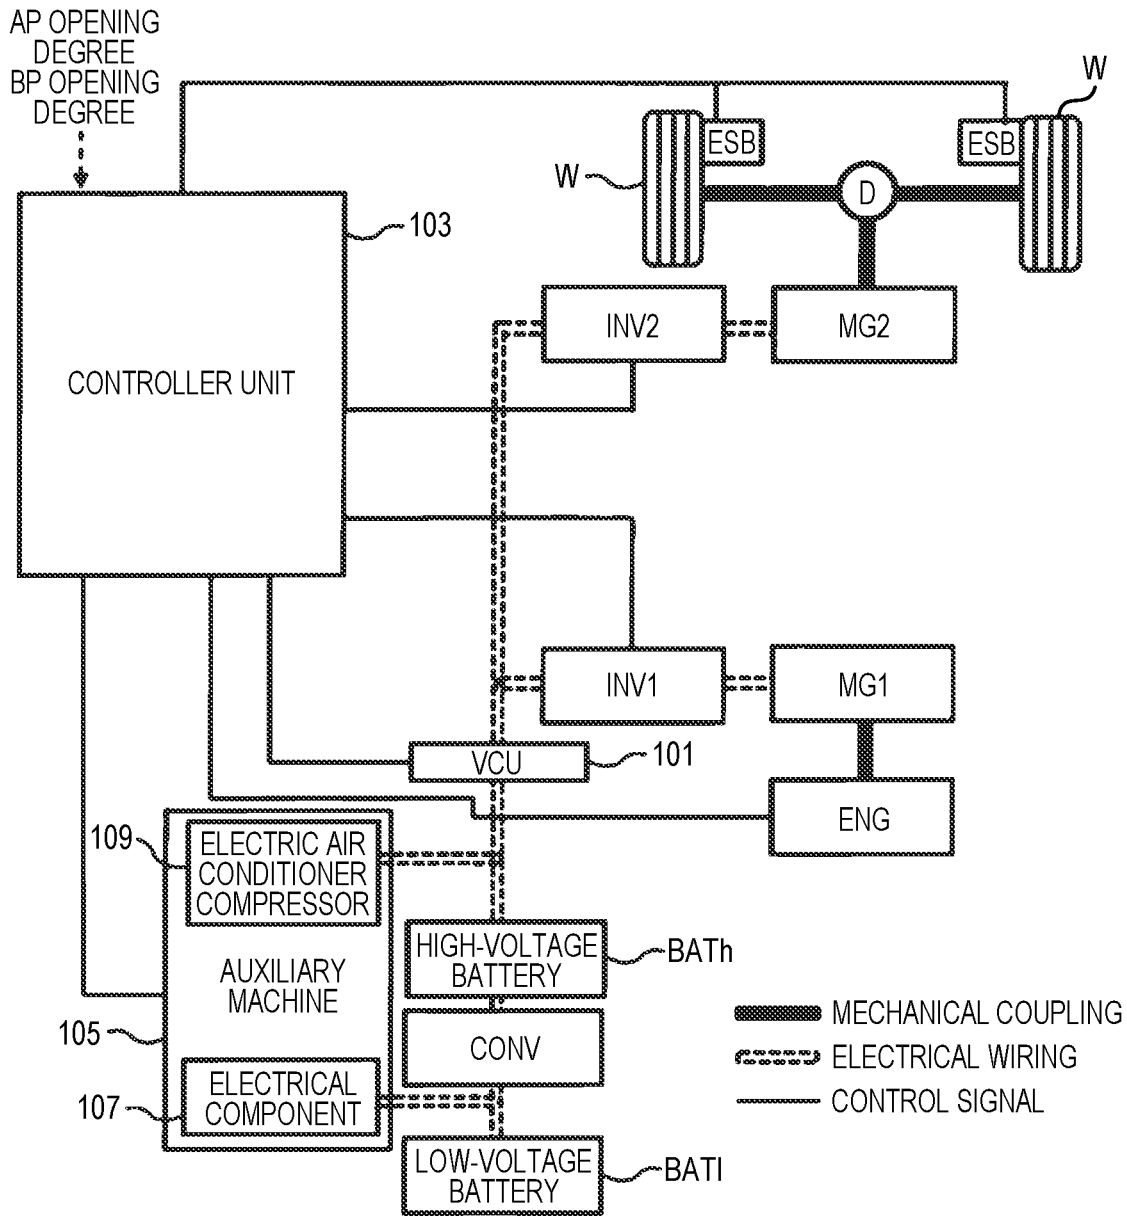 AP OPENING
DEGREE
BP OPENING
DEGREE
W
ESB
ESB
W
D
103
INV2
MG2
CONTROLLER UNIT
INV1
MG1
VCU
101
ENG
109
ELECTRIC AIR
CONDITIONER
COMPRESSOR
HIGH-VOLTAGE
BATTERY
BATh
AUXILIARY
MACHINE
105
CONV
MECHANICAL COUPLING
ELECTRICAL WIRING
CONTROL SIGNAL
ELECTRICAL
COMPONENT
107
LOW-VOLTAGE
BATTERY
BATl